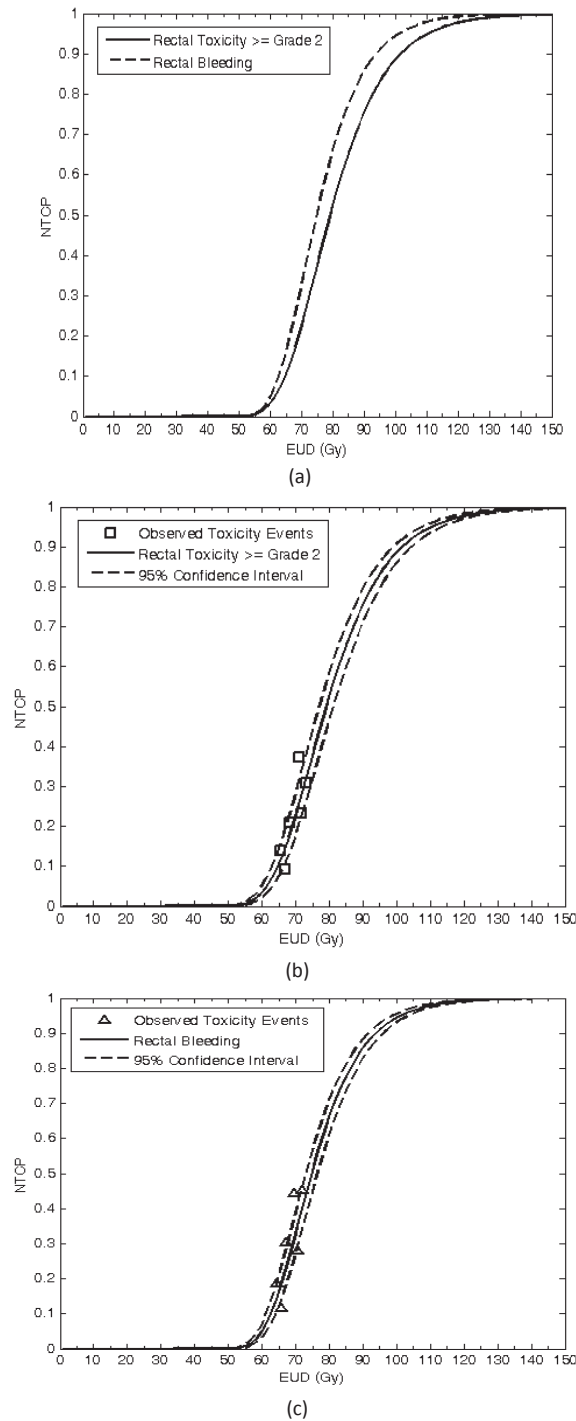 1
0.9
0.8
0.7
0.6
0.5
0.4
0.3
0.2
0.1
0
NTCP
Rectal Toxicity >= Grade 2
Rectal Bleeding
0 10 20 30 40 50 60 70 80 90 100 110 120 130 140 150
EUD (Gy)
(a)
1
0.9
0.8
0.7
0.6
0.5
0.4
0.3
0.2
0.1
0
NTCP
Observed Toxicity Events
Rectal Toxicity >= Grade 2
95% Confidence Interval
0 10 20 30 40 50 60 70 80 90 100 110 120 130 140 150
EUD (Gy)
(b)
1
0.9
0.8
0.7
0.6
0.5
0.4
0.3
0.2
0.1
0
NTCP
Observed Toxicity Events
Rectal Bleeding
95% Confidence Interval
0 10 20 30 40 50 60 70 80 90 100 110 120 130 140 150
EUD (Gy)
(c)